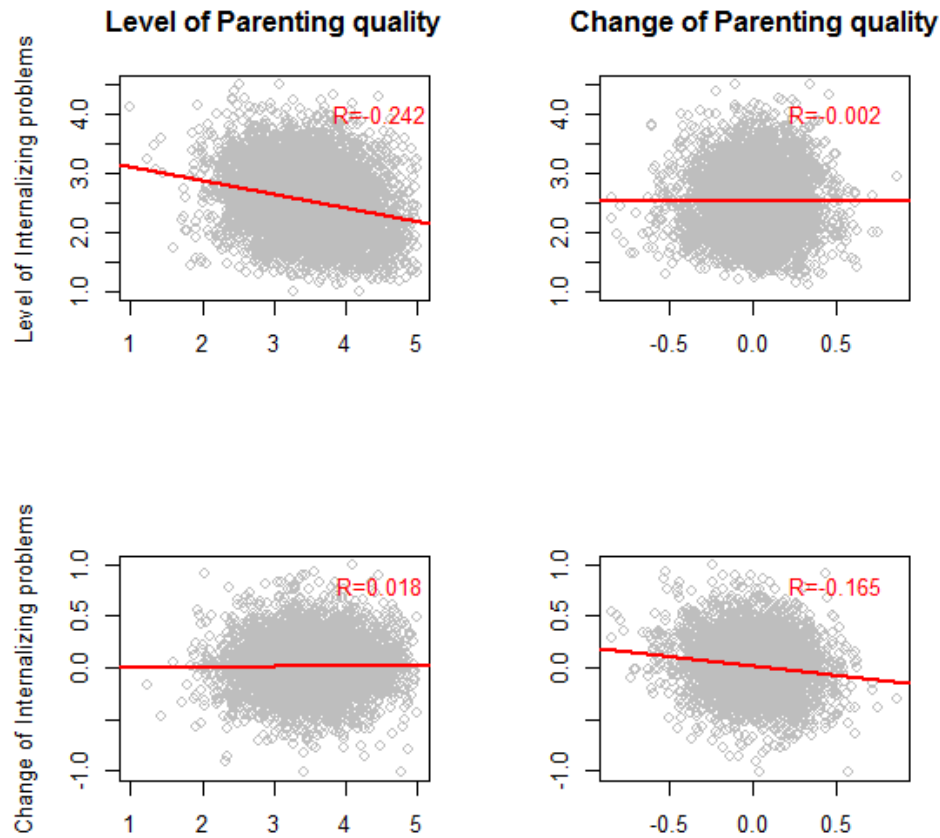 Level of Parenting quality
Change of Parenting quality
Level of Internalizing problems
1.0 2.0 3.0 4.0
R=-0.242
1 2 3 4 5
1.0 2.0 3.0 4.0
R=-0.002
-0.5 0.0 0.5
Change of Internalizing problems
-1.0 0.0 0.5 1.0
R=0.018
1 2 3 4 5
-1.0 0.0 0.5 1.0
R=-0.165
-0.5 0.0 0.5